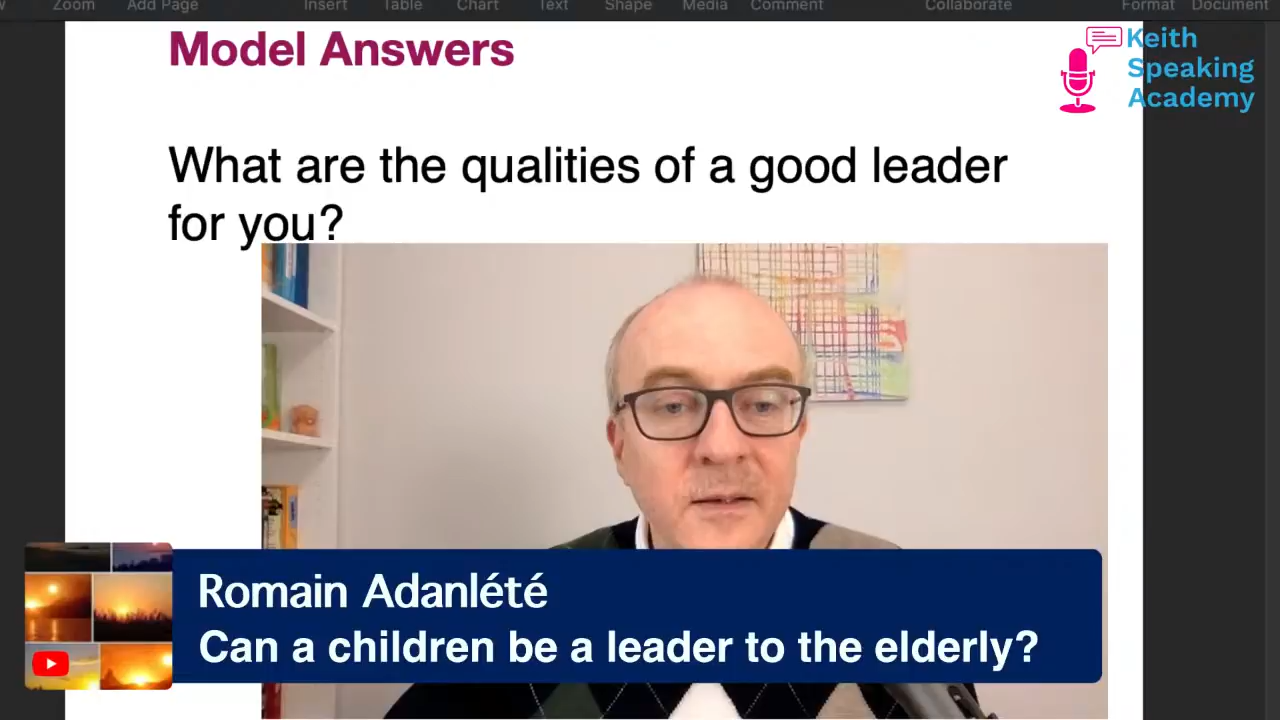 Zoom Add Page Insert Table Chart Text Shape Media Comment Collaborate Format Document
Model Answers
Keith
Speaking
Academy
What are the qualities of a good leader
for you?
Romain Adanlété
Can a children be a leader to the elderly?